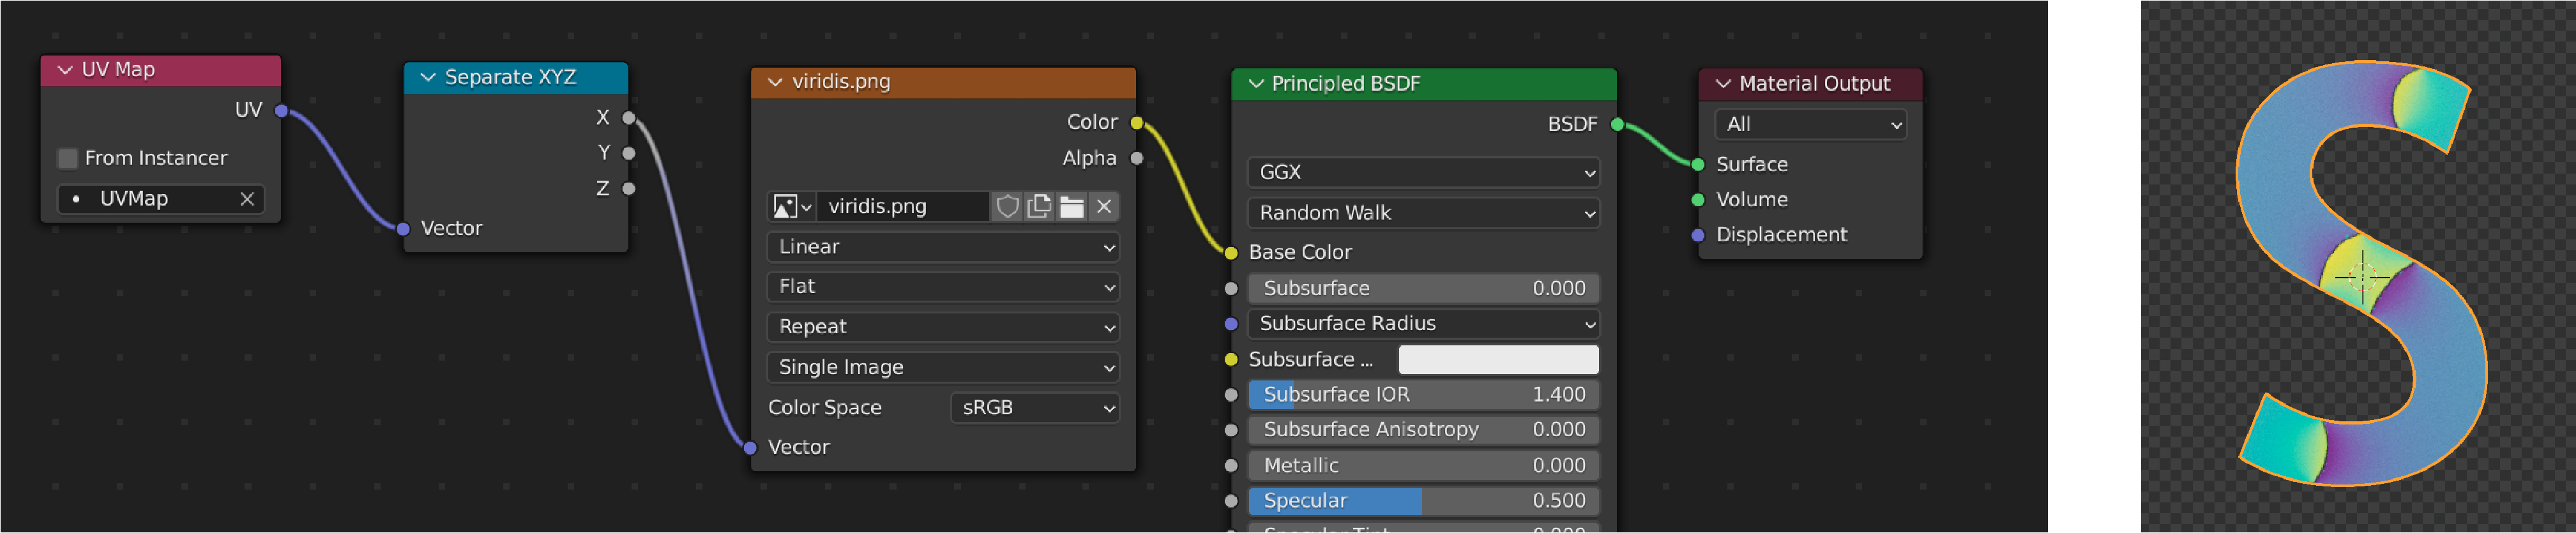 UV Map
UV
From Instancer
UVMap
Separate XYZ
X
Y
Z
Vector
viridis.png
Color
Alpha
viridis.png
Linear
Flat
Repeat
Single Image
Color Space sRGB
Vector
Principled BSDF
BSDF
GGX
Random Walk
Base Color
Subsurface 0.000
Subsurface Radius
Subsurface ...
Subsurface IOR 1.400
Subsurface Anisotropy 0.000
Metallic 0.000
Specular 0.500
Material Output
All
Surface
Volume
Displacement
S